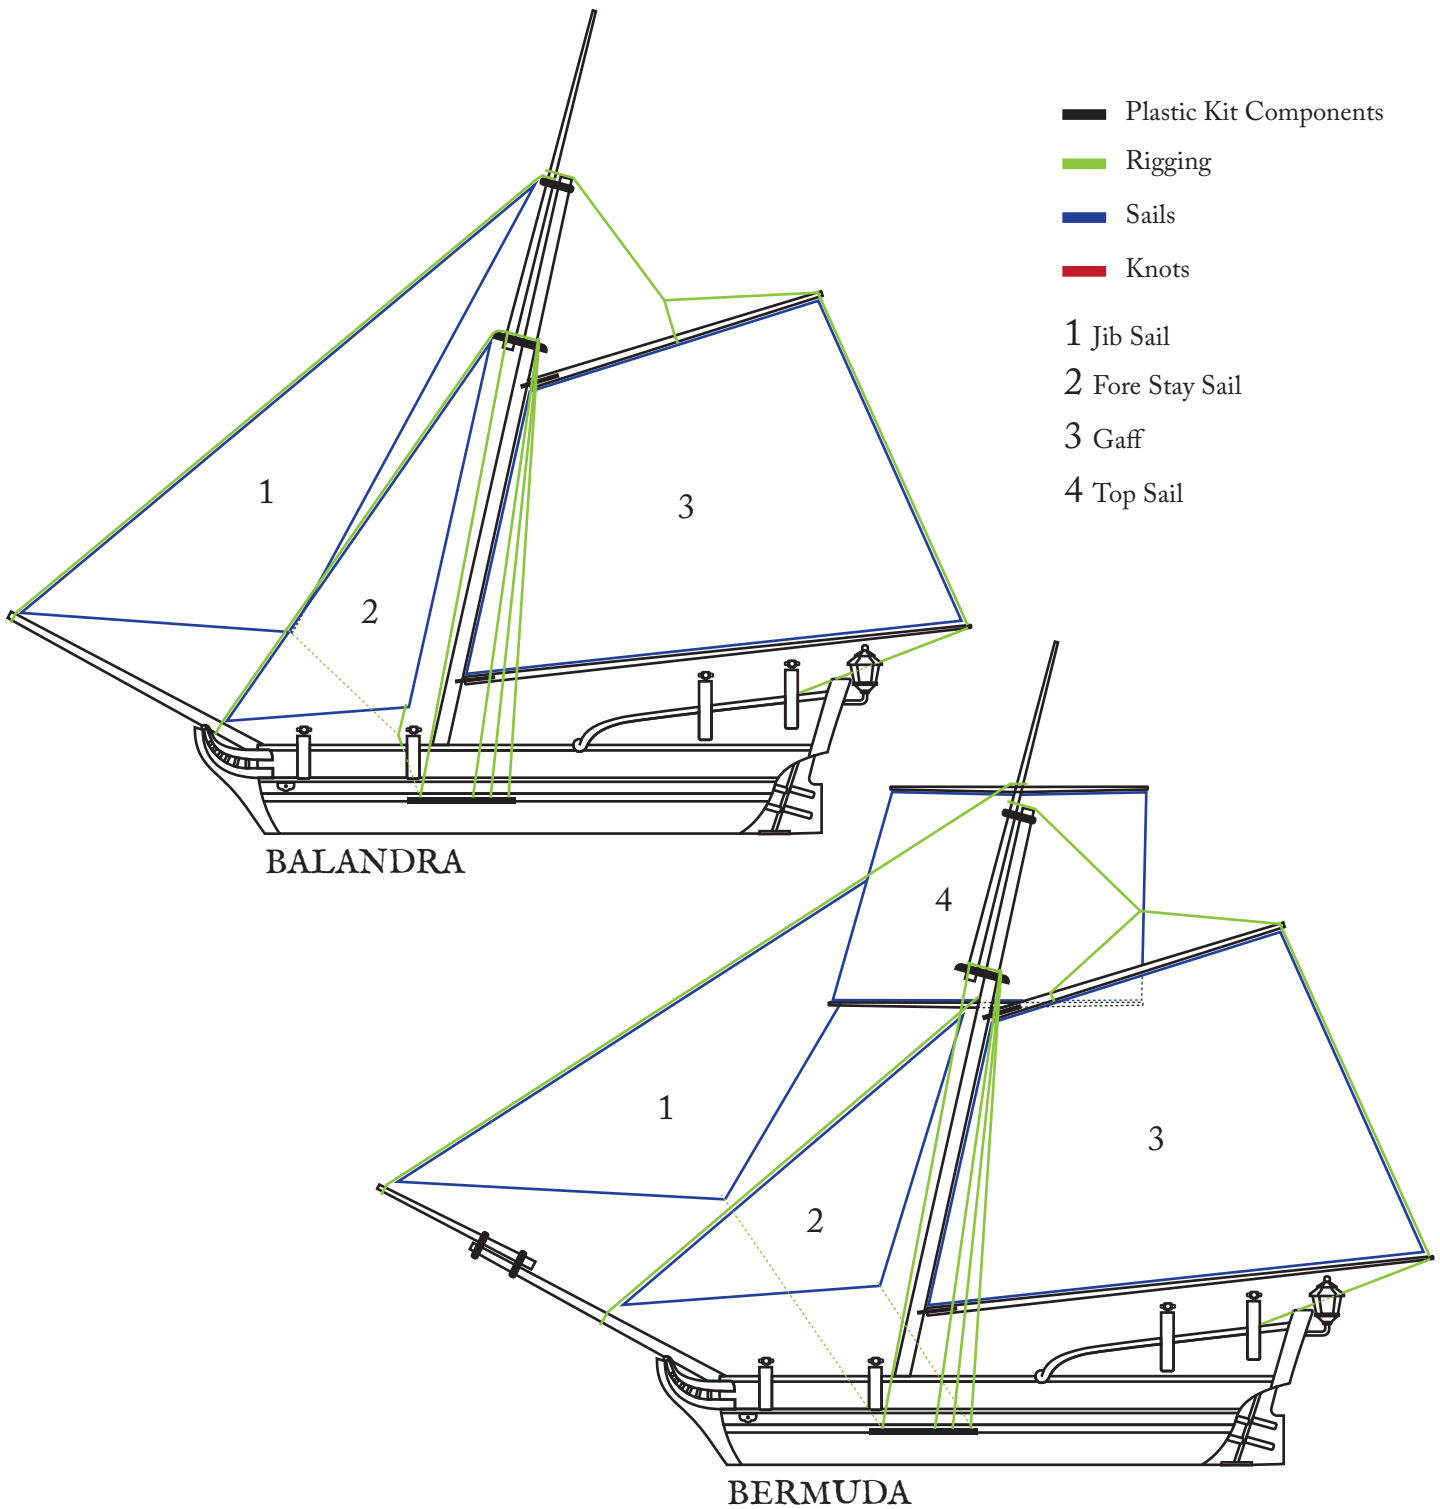 Plastic Kit Components
Rigging
Sails
Knots
1 Jib Sail
2 Fore Stay Sail
3 Gaff
4 Top Sail
1
2
3
BALANDRA
4
1
2
3
BERMUDA